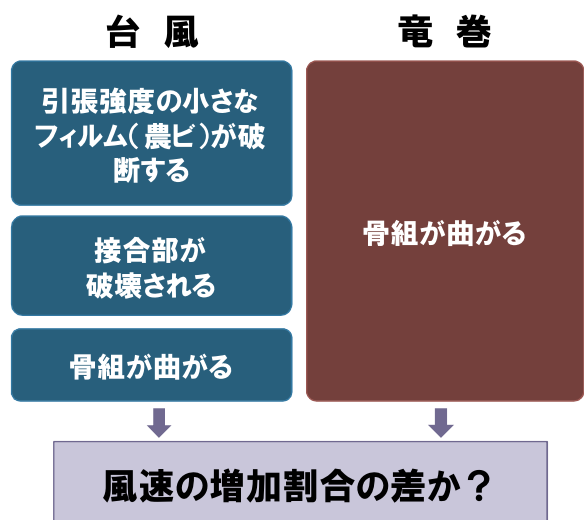 台 風
引張強度の小さな
フィルム(農ビ)が破
断する
接合部が
破壊される
骨組が曲がる
竜 巻
骨組が曲がる
風速の増加割合の差か?